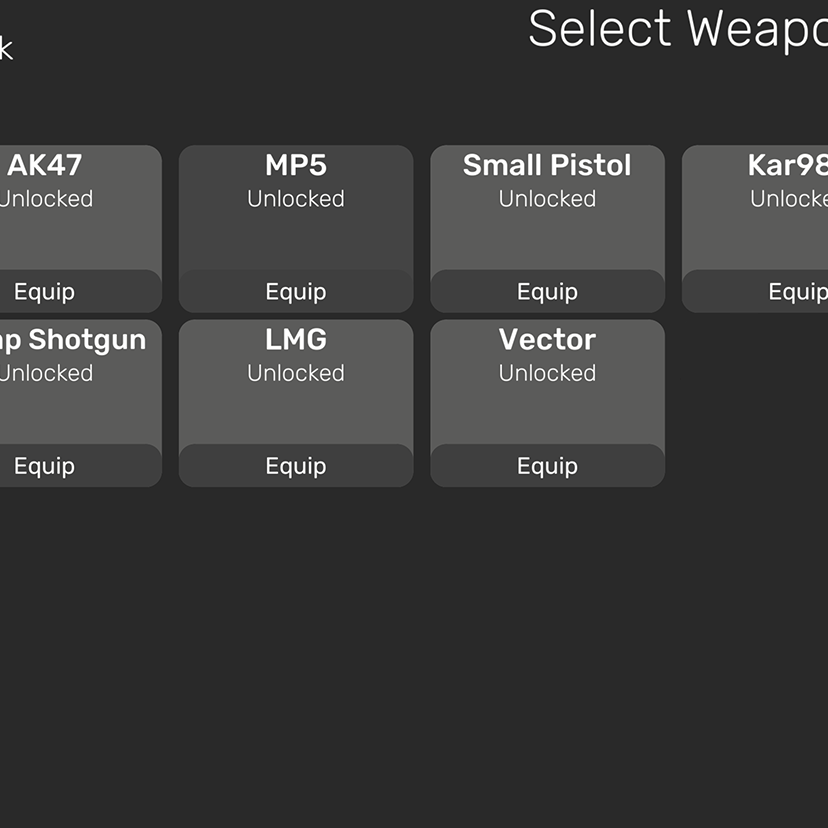 Select Weapo
k
AK47
MP5
Small Pistol
Kar98
Unlocked
Unlocked
Unlocked
Unlocke
Equip
Equip
Equip
Equip
p Shotgun
LMG
Vector
Unlocked
Unlocked
Unlocked
Equip
Equip
Equip